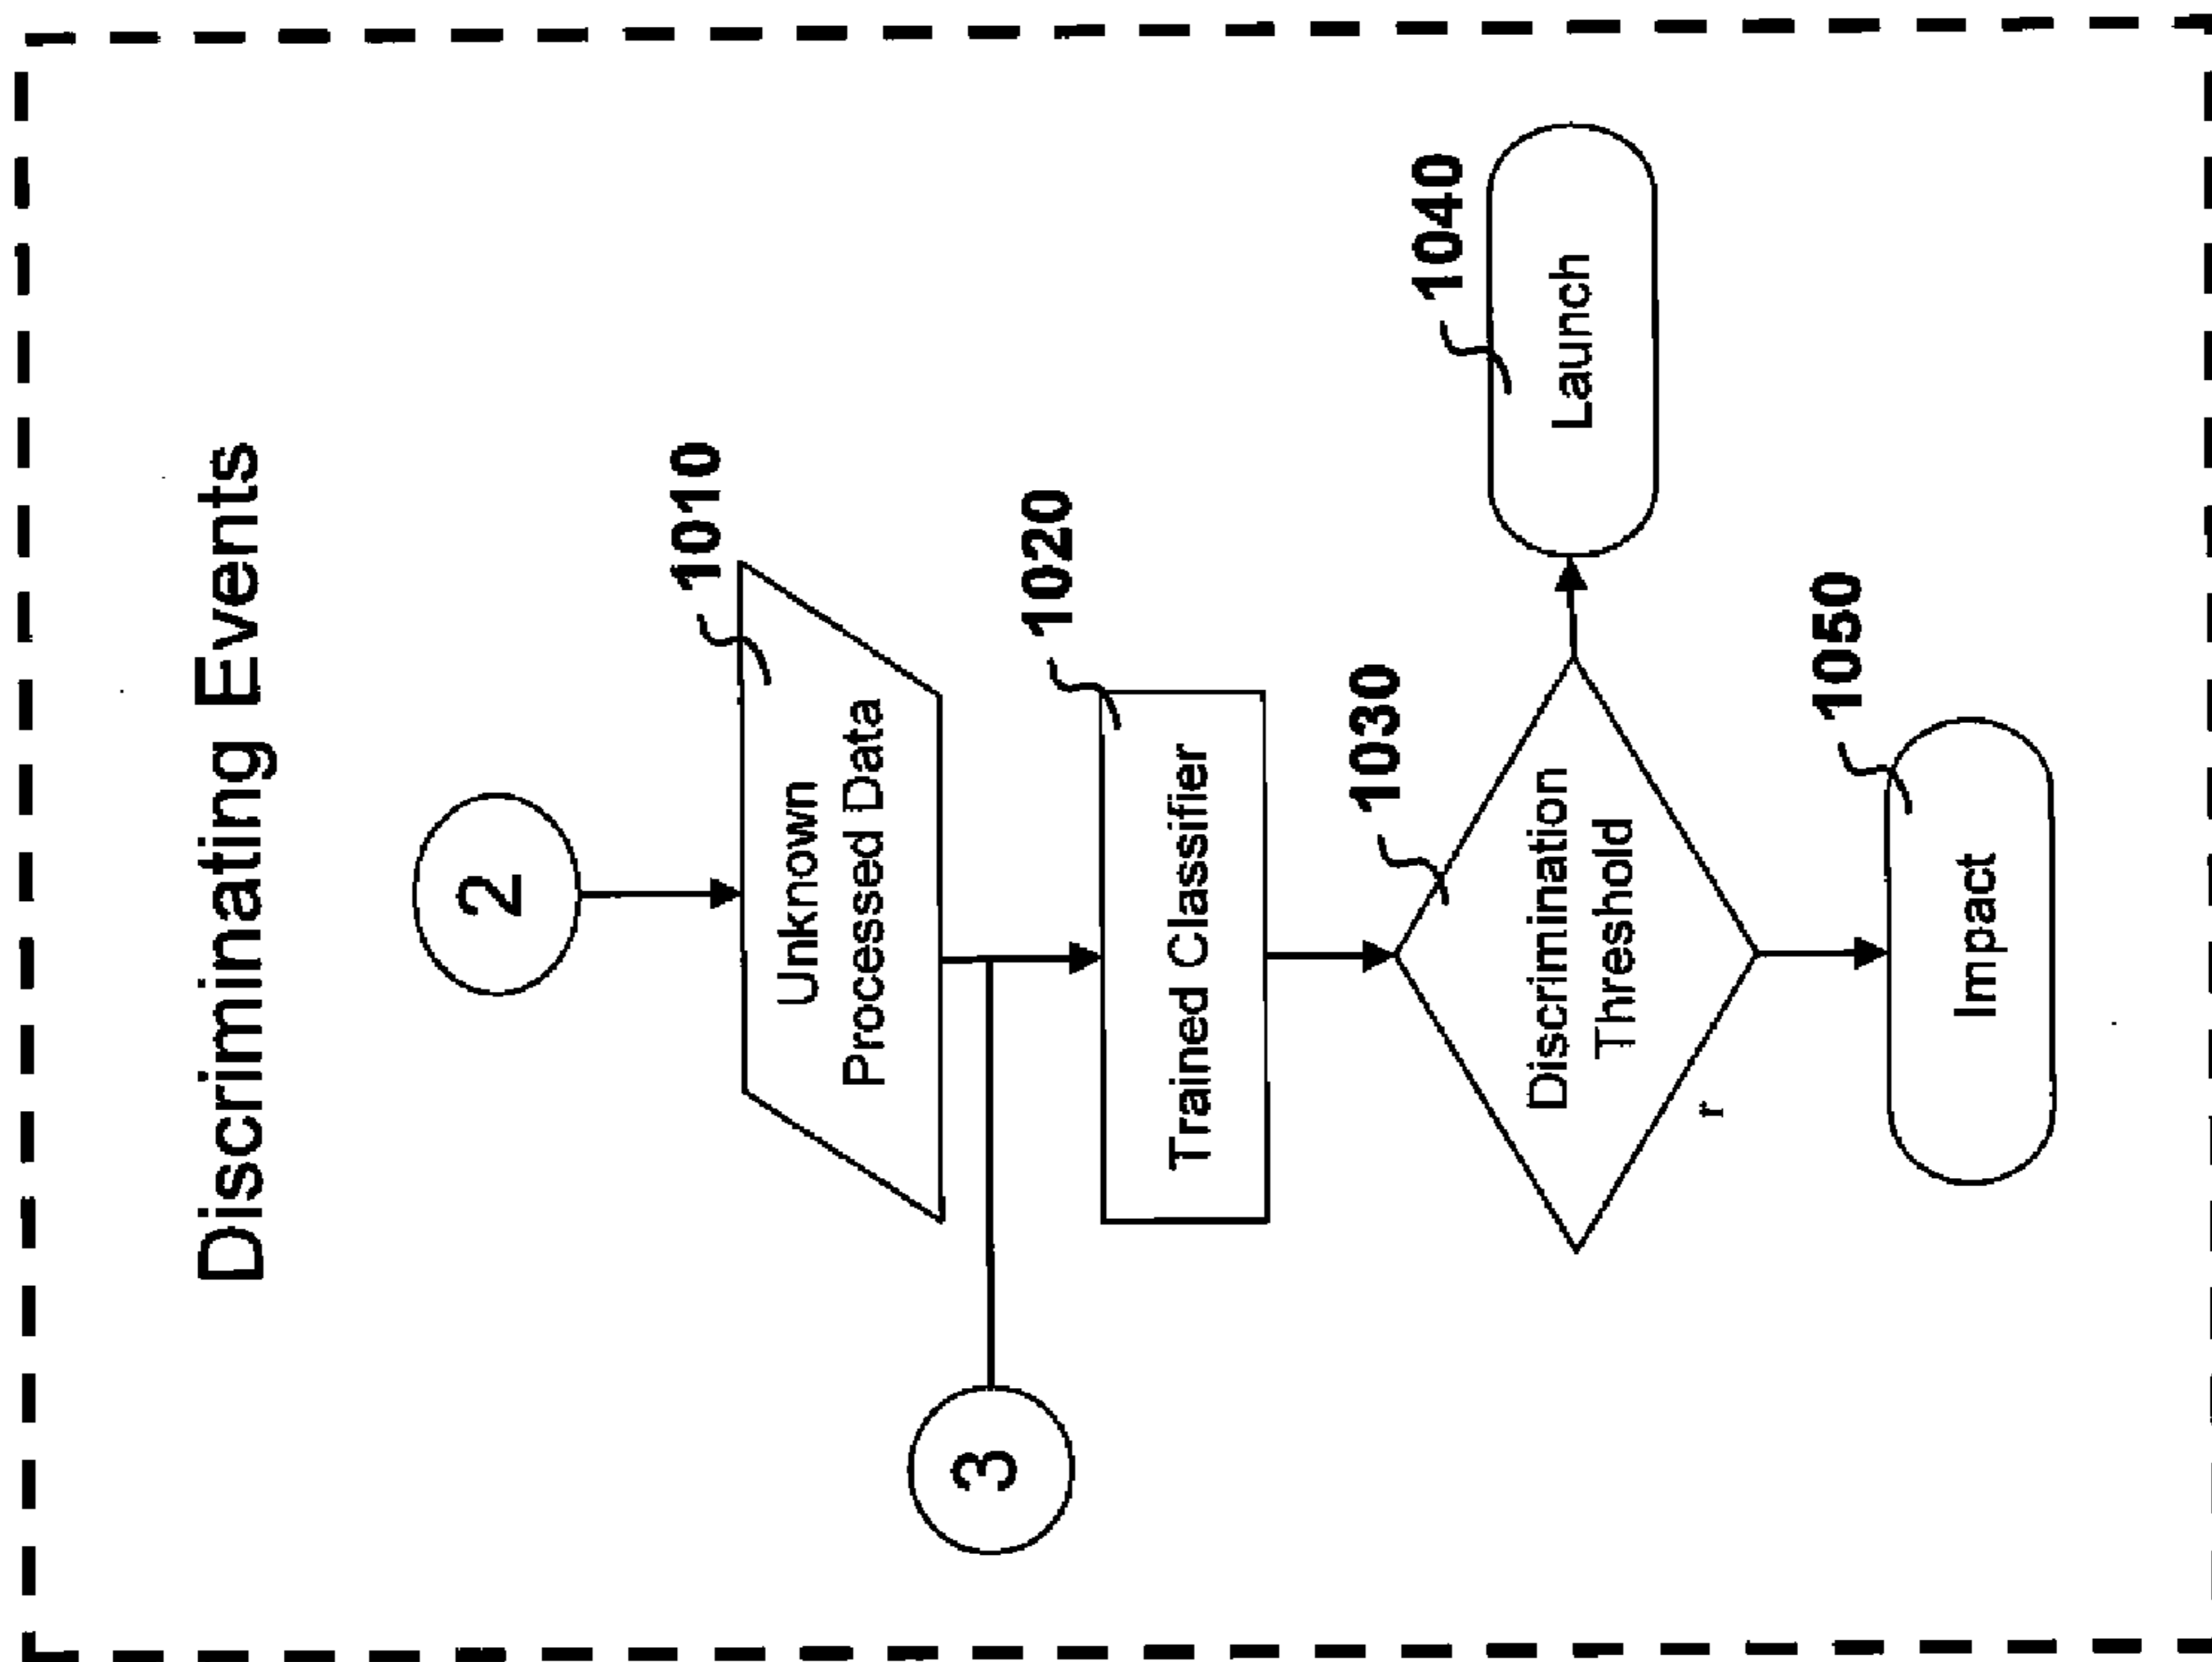 Discriminating Events
2
1010
Unknown
Processed Data
3
1020
Trained Classifier
1030
Discrimination
Threshold
r
1040
Launch
1050
Impact